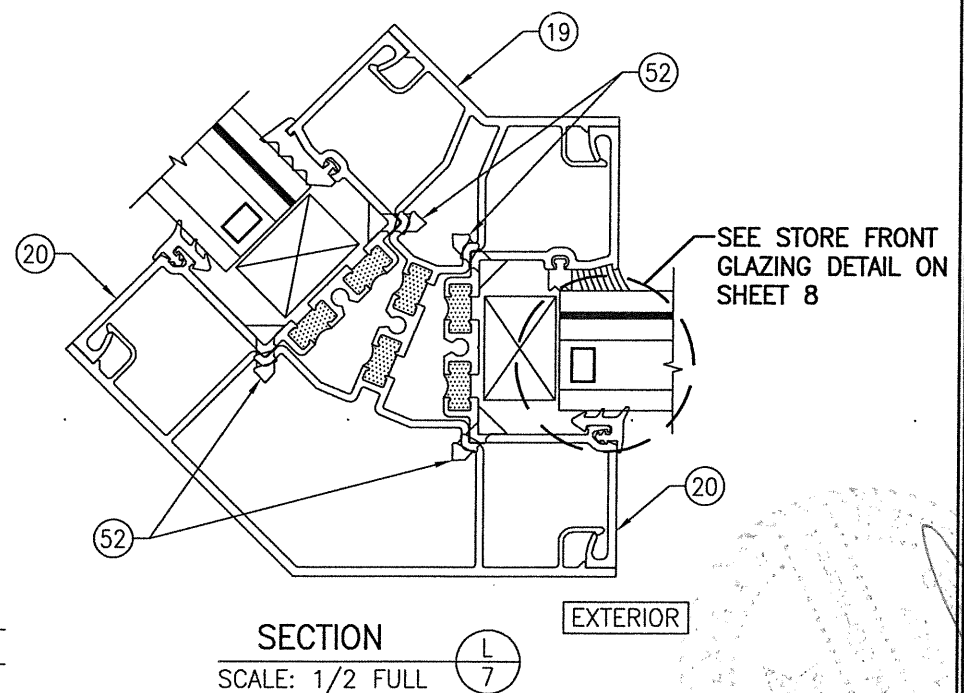 19
52
SEE STORE FRONT
GLAZING DETAIL ON
SHEET 8
20
20
52
EXTERIOR
SECTION
L
7
SCALE: 1/2 FULL